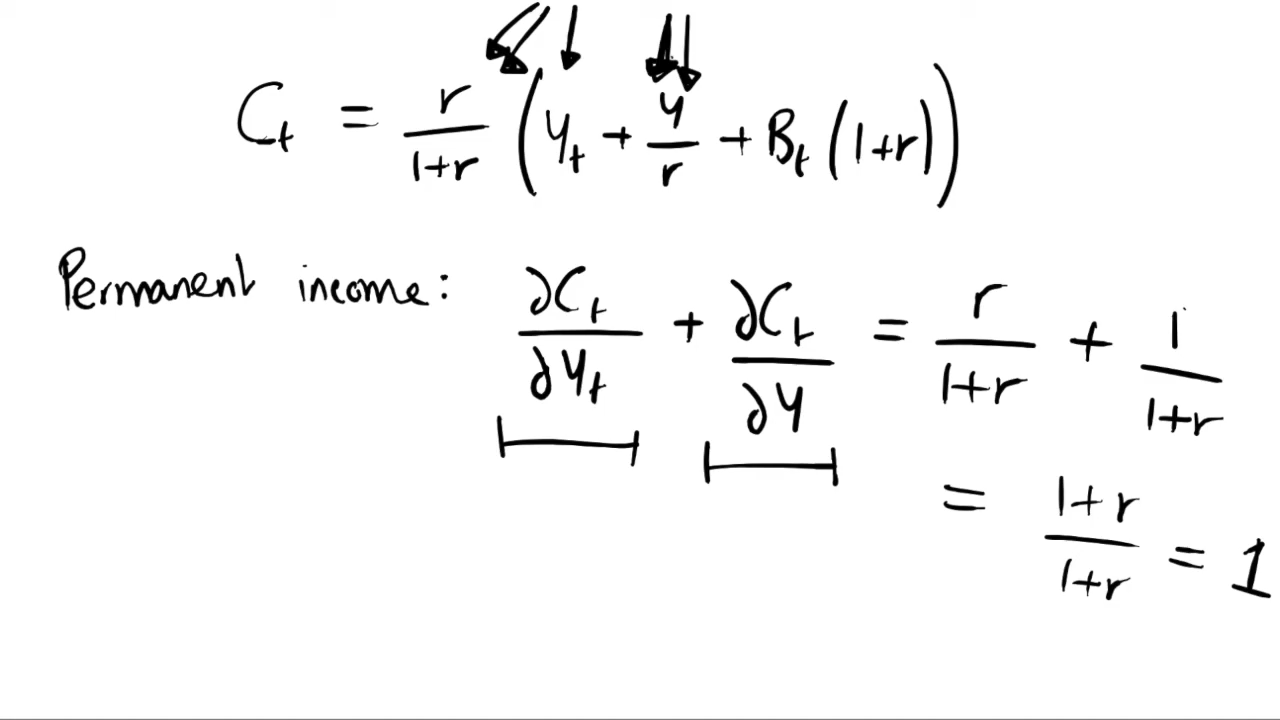 C_t = r/(1+r) (y_t + y/r + B_t (1+r))
Permanent income: ∂C_t/∂y_t + ∂C_t/∂y = r/(1+r) + 1/(1+r)
= (1+r)/(1+r) = 1